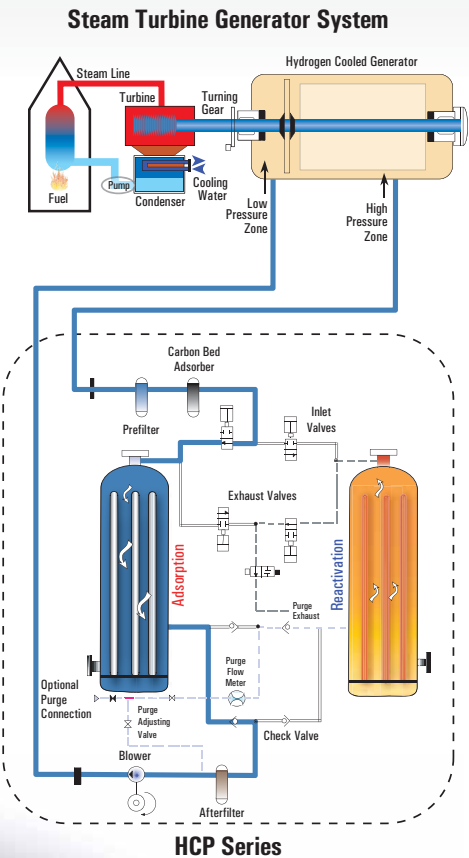 Steam Turbine Generator System
Steam Line
Hydrogen Cooled Generator
Turbine
Turning
Gear
Fuel
Pump
Condenser
Cooling
Water
Low
Pressure
Zone
High
Pressure
Zone
Carbon Bed
Adsorber
Prefilter
Inlet
Valves
Exhaust Valves
Adsorption
Reactivation
Purge
Exhaust
Purge
Flow
Meter
Optional
Purge
Connection
Purge
Adjusting
Valve
Check Valve
Blower
Afterfilter
HCP Series